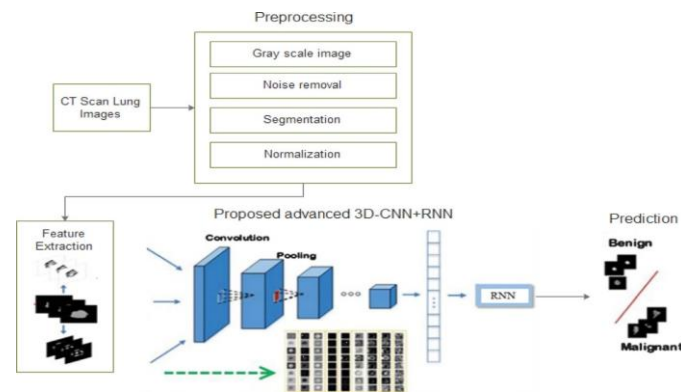 Preprocessing
Gray scale image
Noise removal
Segmentation
Normalization
CT Scan Lung
Images
Feature
Extraction
Proposed advanced 3D-CNN+RNN
Convolution
Pooling
RNN
Prediction
Benign
Malignant